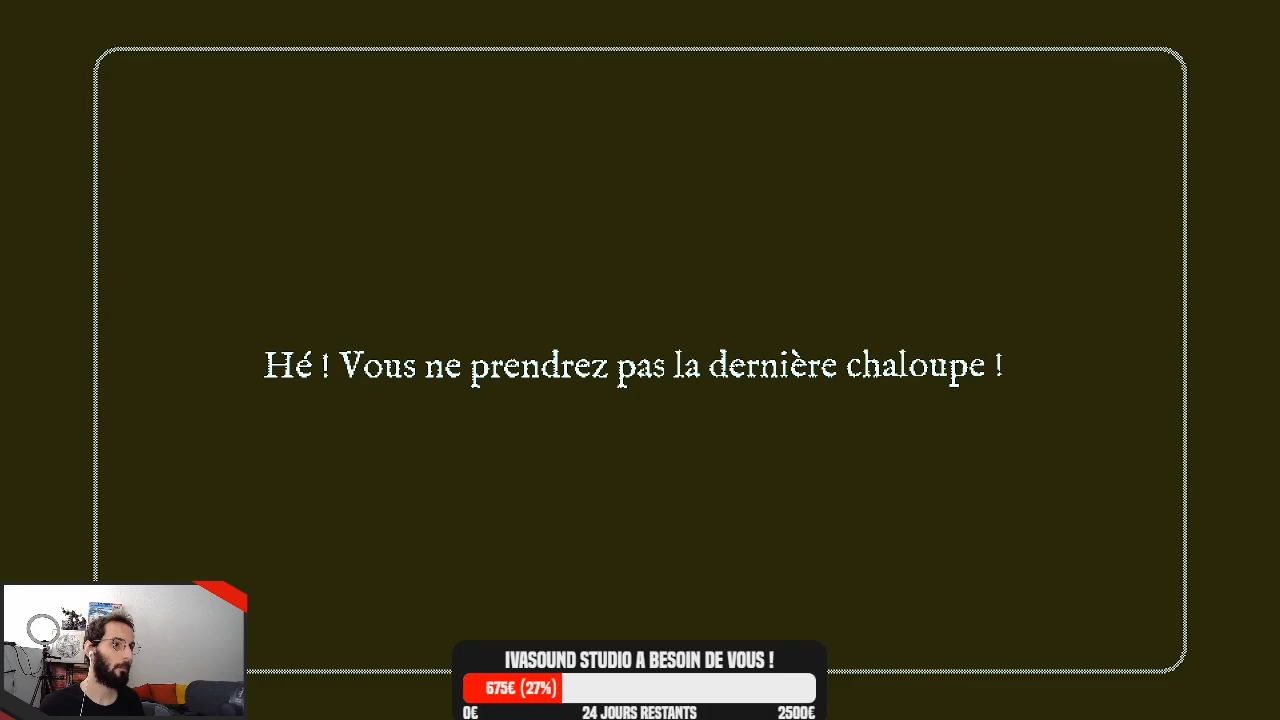 Hé ! Vous ne prendrez pas la dernière chaloupe !
IVASOUND STUDIO A BESOIN DE VOUS !
675€ (27%)
0€ 24 JOURS RESTANTS 2500€